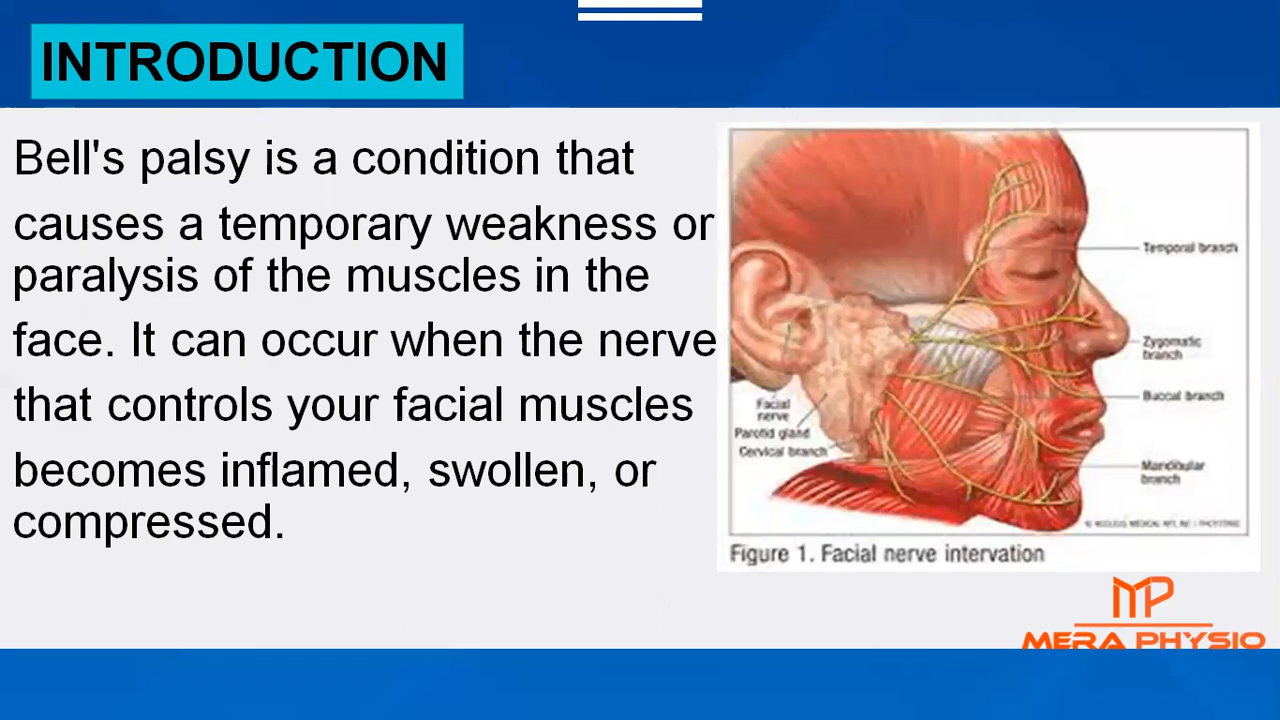 INTRODUCTION
Bell's palsy is a condition that
causes a temporary weakness or
paralysis of the muscles in the
face. It can occur when the nerve
that controls your facial muscles
becomes inflamed, swollen, or
compressed.
Temporal branch
Zygomatic
branch
Buccal branch
Facial
nerve
Parotid gland
Cervical branch
Mandibular
branch
Figure 1. Facial nerve intervation
MP
MERA PHYSIO